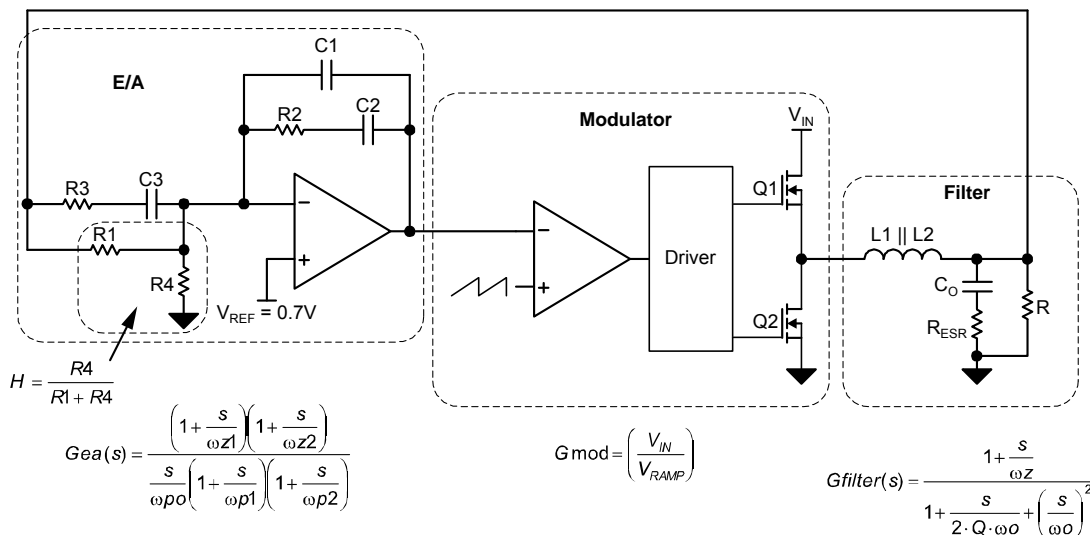 C1
E/A
C2
R2
Modulator
V_IN
R3
C3
Q1
Filter
R1
L1 || L2
Driver
R4
C_O
R
V_REF = 0.7V
Q2
R_ESR
H = R4 / (R1 + R4)
Gea(s) = (1 + s/ωz1)(1 + s/ωz2) / (s/ωpo (1 + s/ωp1)(1 + s/ωp2))
Gmod = (V_IN / V_RAMP)
Gfilter(s) = (1 + s/ωz) / (1 + s/(2·Q·ωo) + (s/ωo)^2)